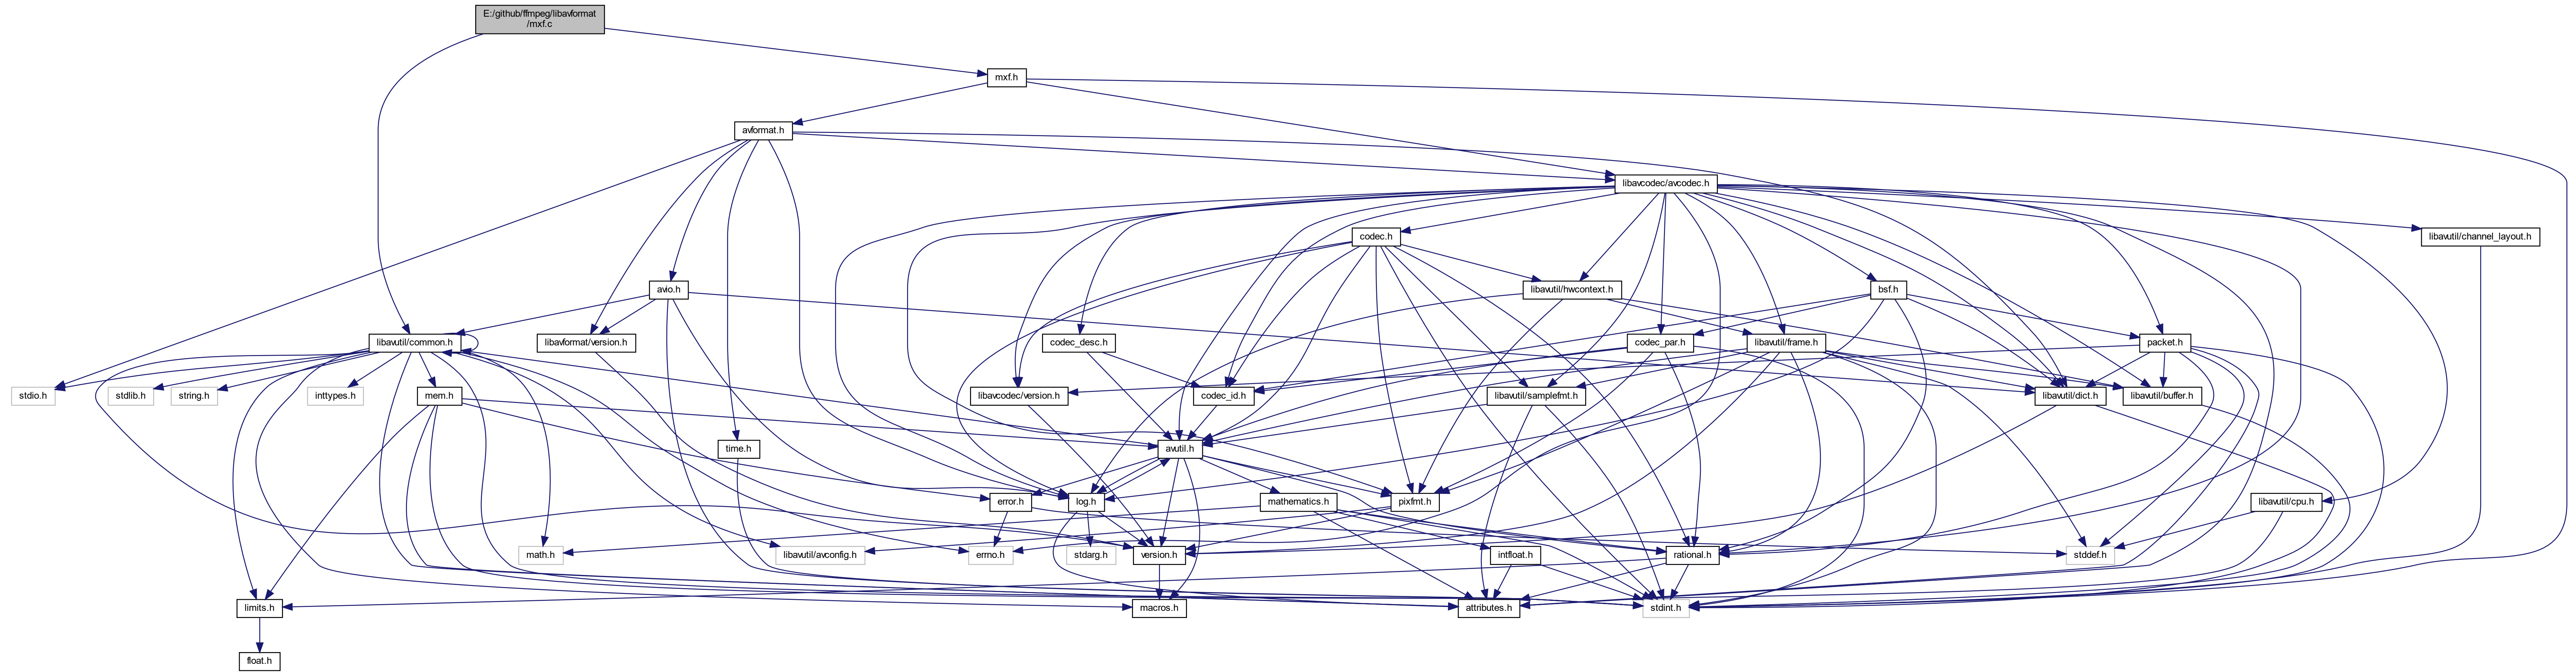 E:/github/ffmpeg/libavformat
/mxf.c
mxf.h
avformat.h
libavcodec/avcodec.h
codec.h
libavutil/channel_layout.h
avio.h
libavutil/hwcontext.h
bsf.h
libavutil/common.h
libavformat/version.h
codec_desc.h
codec_par.h
libavutil/frame.h
packet.h
stdio.h
stdlib.h
string.h
inttypes.h
mem.h
libavcodec/version.h
codec_id.h
libavutil/samplefmt.h
libavutil/dict.h
libavutil/buffer.h
time.h
avutil.h
error.h
log.h
mathematics.h
pixfmt.h
libavutil/cpu.h
math.h
libavutil/avconfig.h
errno.h
stdarg.h
version.h
intfloat.h
rational.h
stddef.h
limits.h
macros.h
attributes.h
stdint.h
float.h